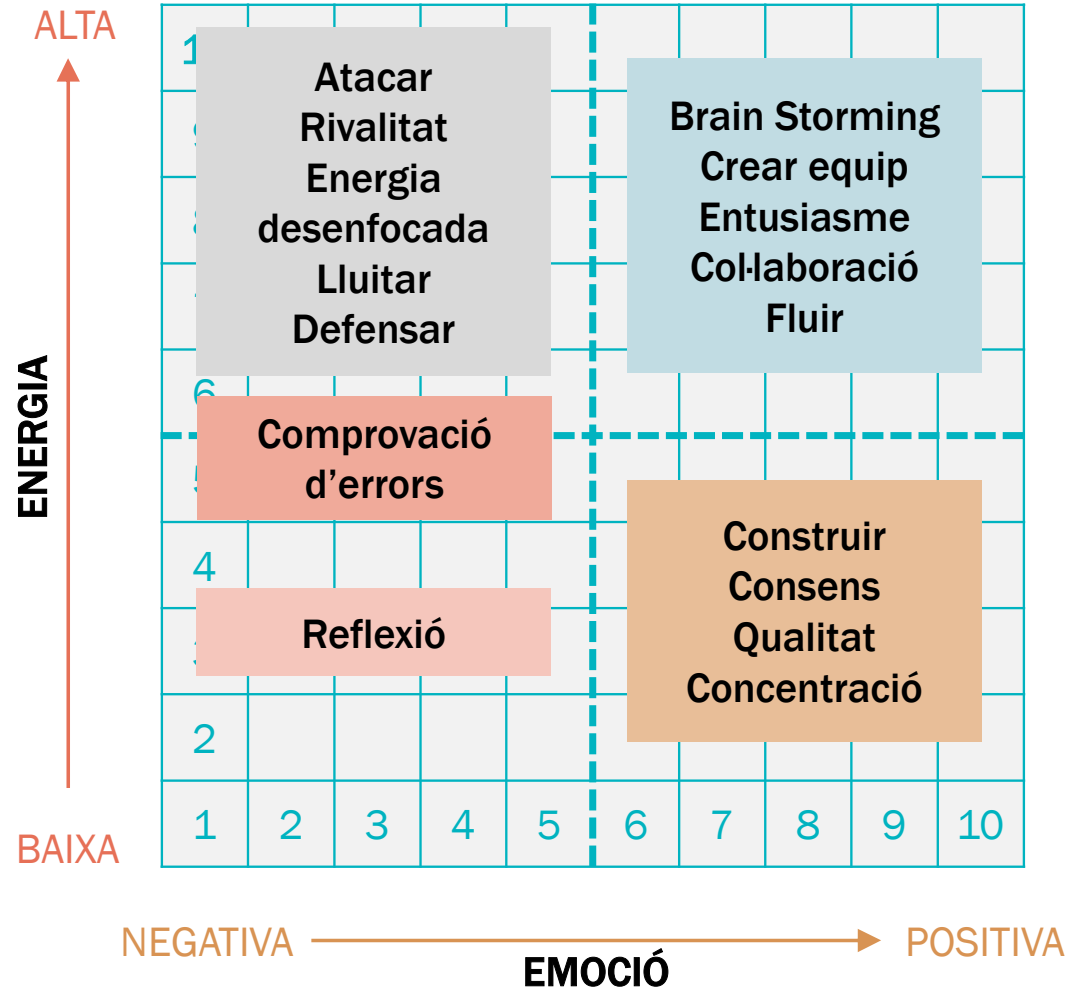 ALTA
Atacar
Rivalitat
Energia
desenfocada
Lluitar
Defensar
Brain Storming
Crear equip
Entusiasme
Col·laboració
Fluir
ENERGIA
6
Comprovació
d’errors
4
Reflexió
Construir
Consens
Qualitat
Concentració
2
1 2 3 4 5 6 7 8 9 10
BAIXA
NEGATIVA
POSITIVA
EMOCIÓ